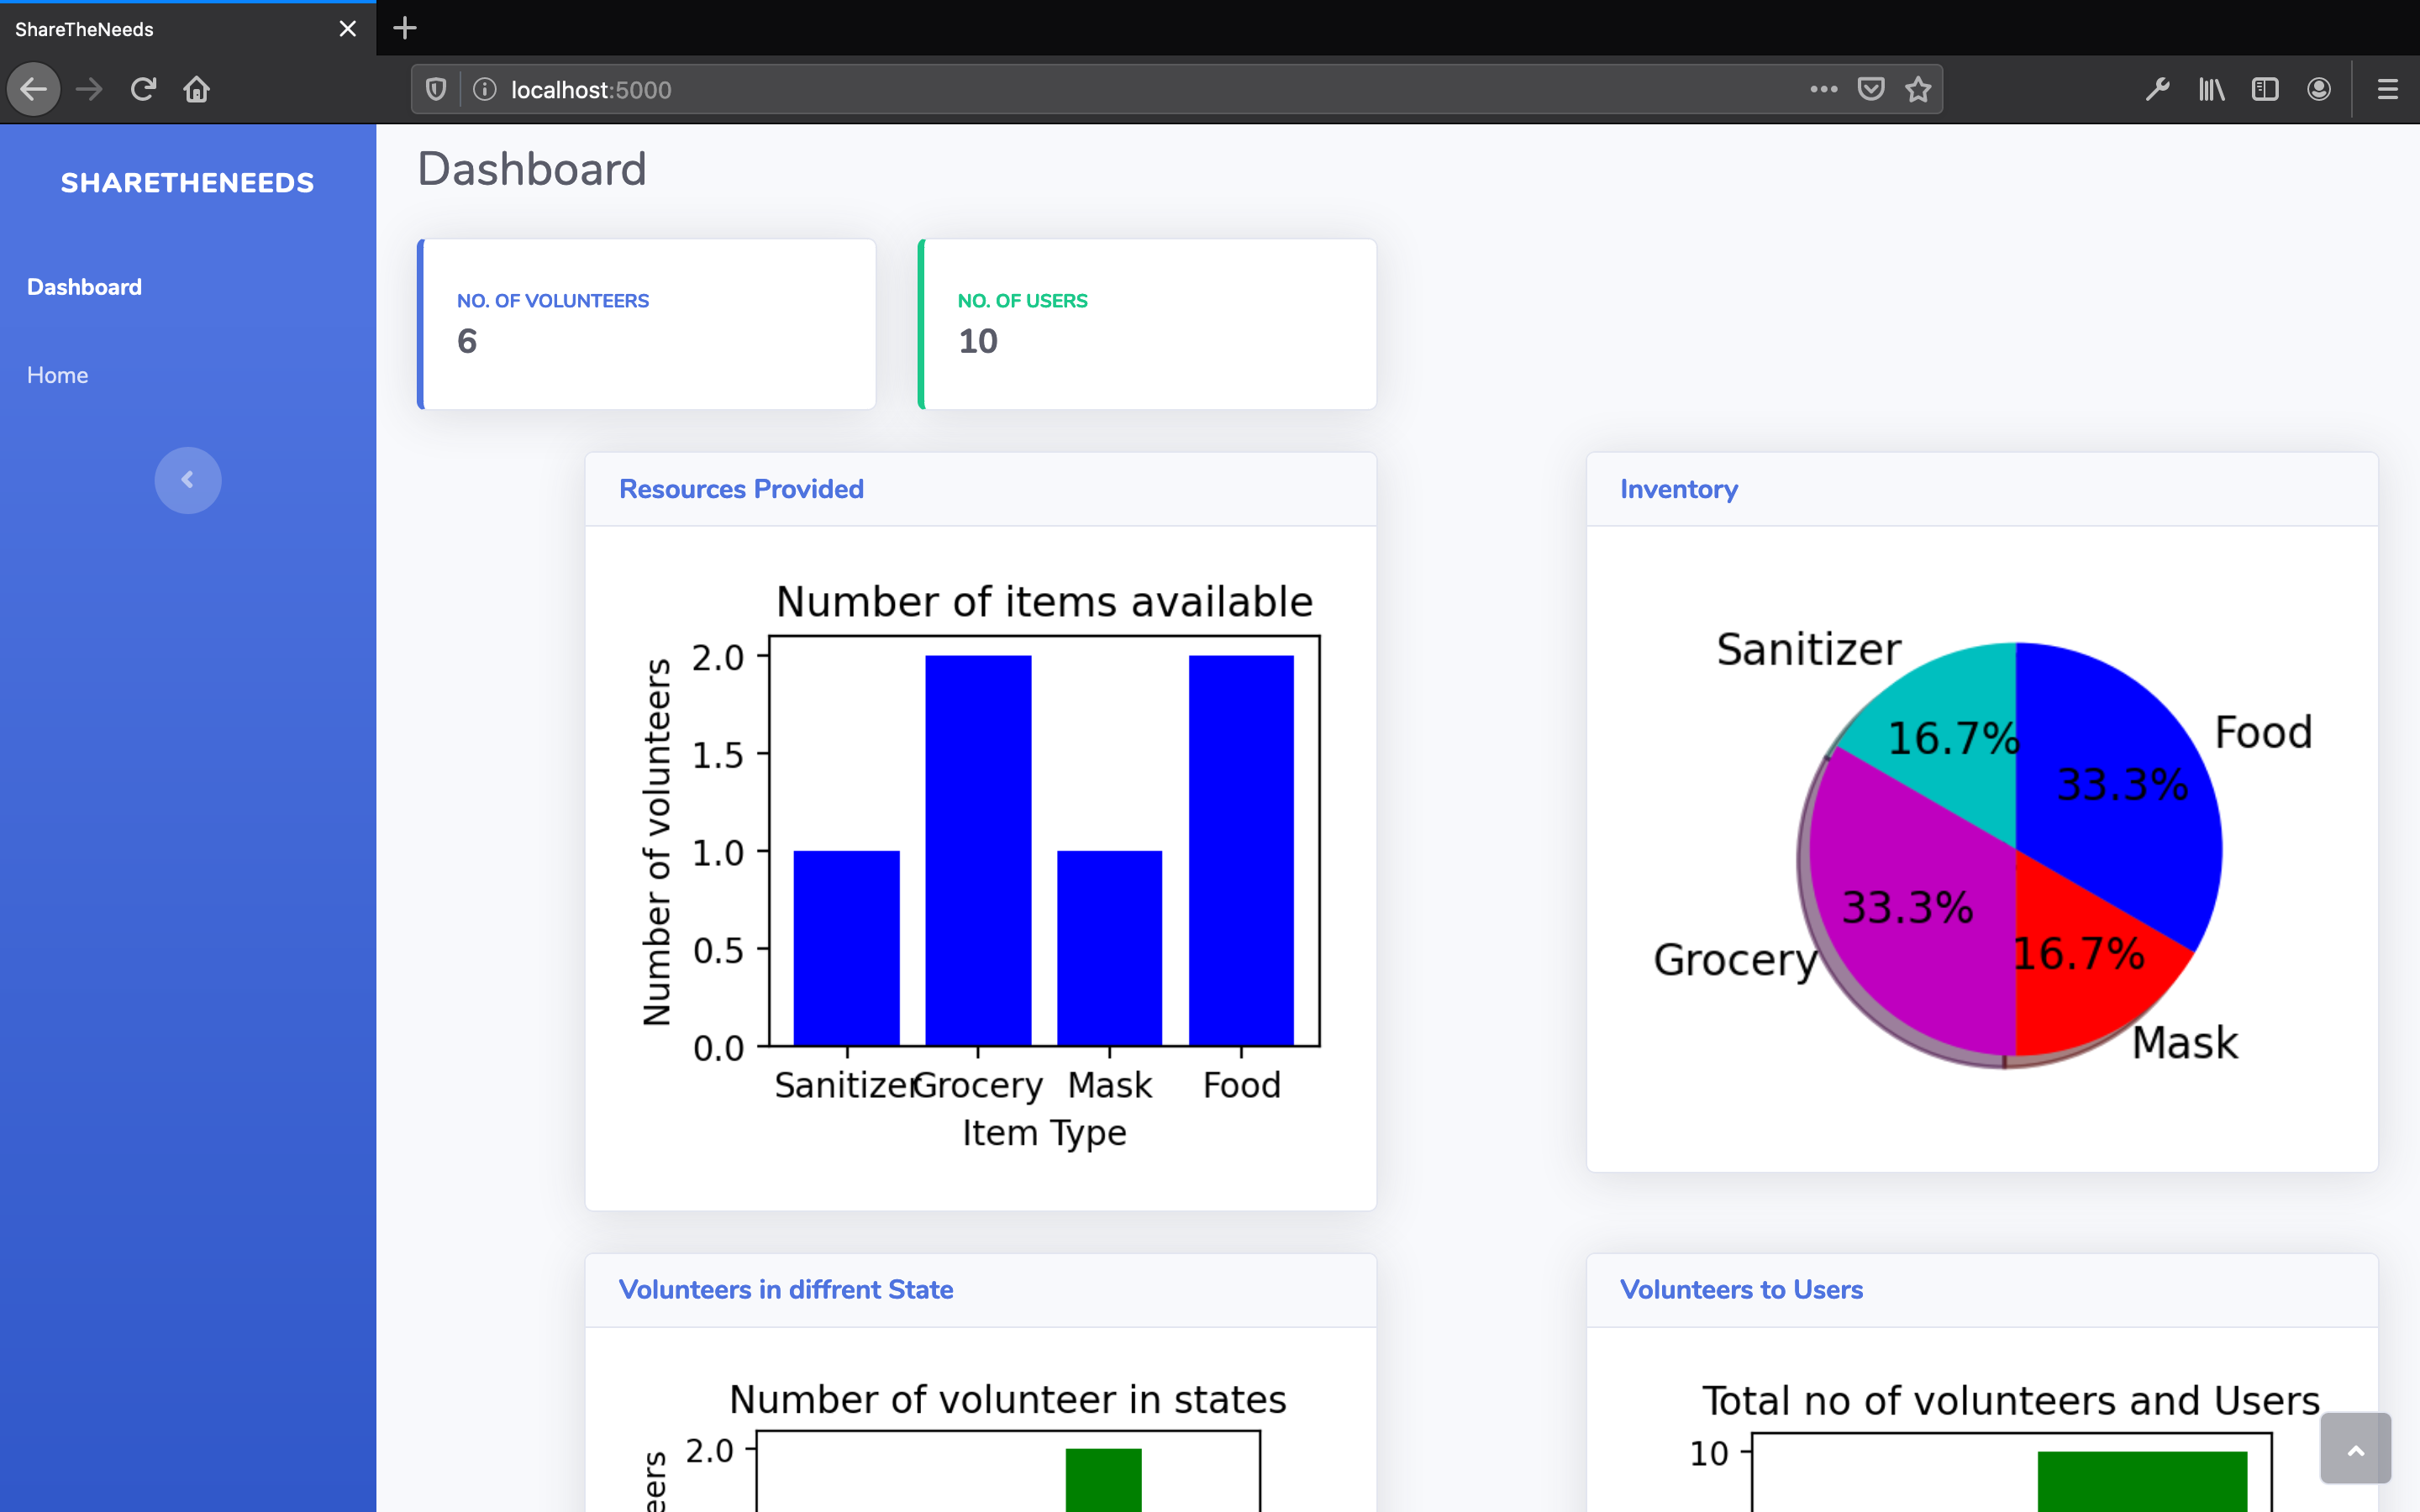 ShareTheNeeds
localhost:5000
SHARETHENEEDS
Dashboard
Home
Dashboard
NO. OF VOLUNTEERS
6
NO. OF USERS
10
Resources Provided
Number of items available
Number of volunteers
2.0
1.5
1.0
0.5
0.0
Sanitizer Grocery Mask Food
Item Type
Inventory
Sanitizer
16.7%
Food
33.3%
33.3%
Grocery
16.7%
Mask
Volunteers in diffrent State
Number of volunteer in states
2.0
Volunteers to Users
Total no of volunteers and Users
10